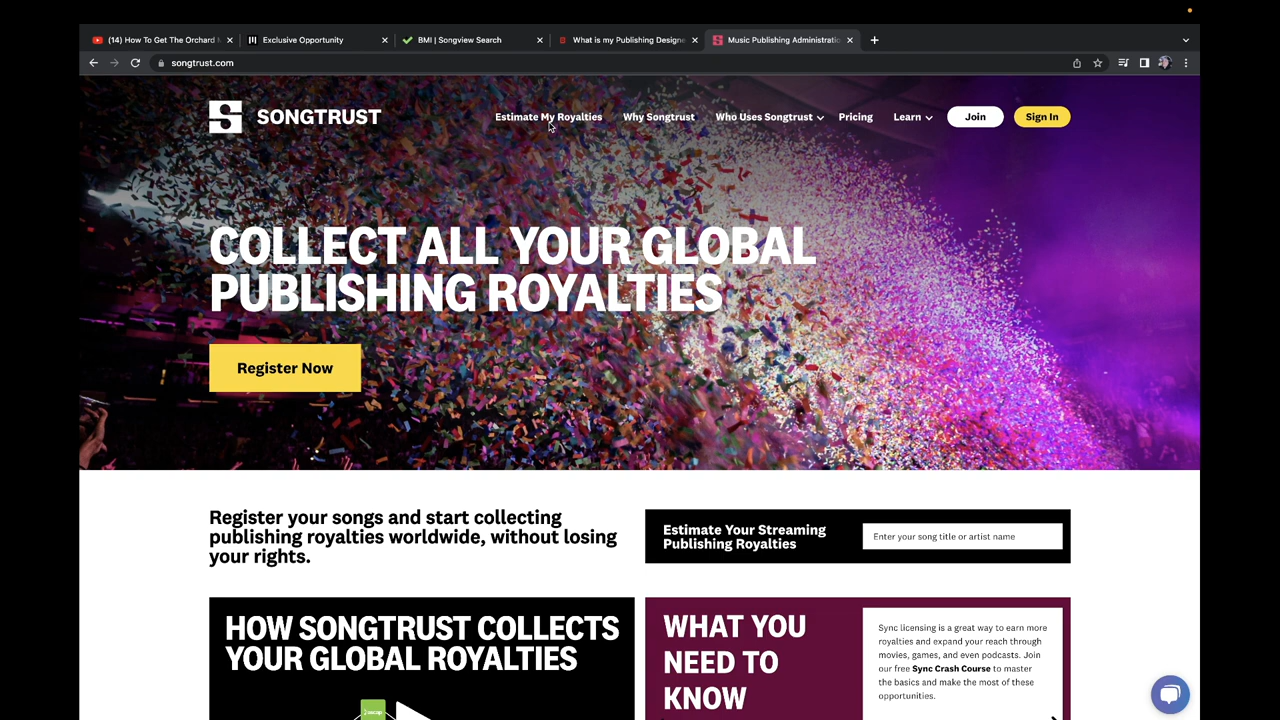 (14) How To Get The Orchard
Exclusive Opportunity
BMI | Songview Search
What is my Publishing Designe
Music Publishing Administratio
songtrust.com
SONGTRUST
Estimate My Royalties
Why Songtrust
Who Uses Songtrust
Pricing
Learn
Join
Sign In
COLLECT ALL YOUR GLOBAL
PUBLISHING ROYALTIES
Register Now
Register your songs and start collecting
publishing royalties worldwide, without losing
your rights.
Estimate Your Streaming
Publishing Royalties
Enter your song title or artist name
HOW SONGTRUST COLLECTS
YOUR GLOBAL ROYALTIES
ascap
WHAT YOU
NEED TO
KNOW
Sync licensing is a great way to earn more
royalties and expand your reach through
movies, games, and even podcasts. Join
our free Sync Crash Course to master
the basics and make the most of these
opportunities.